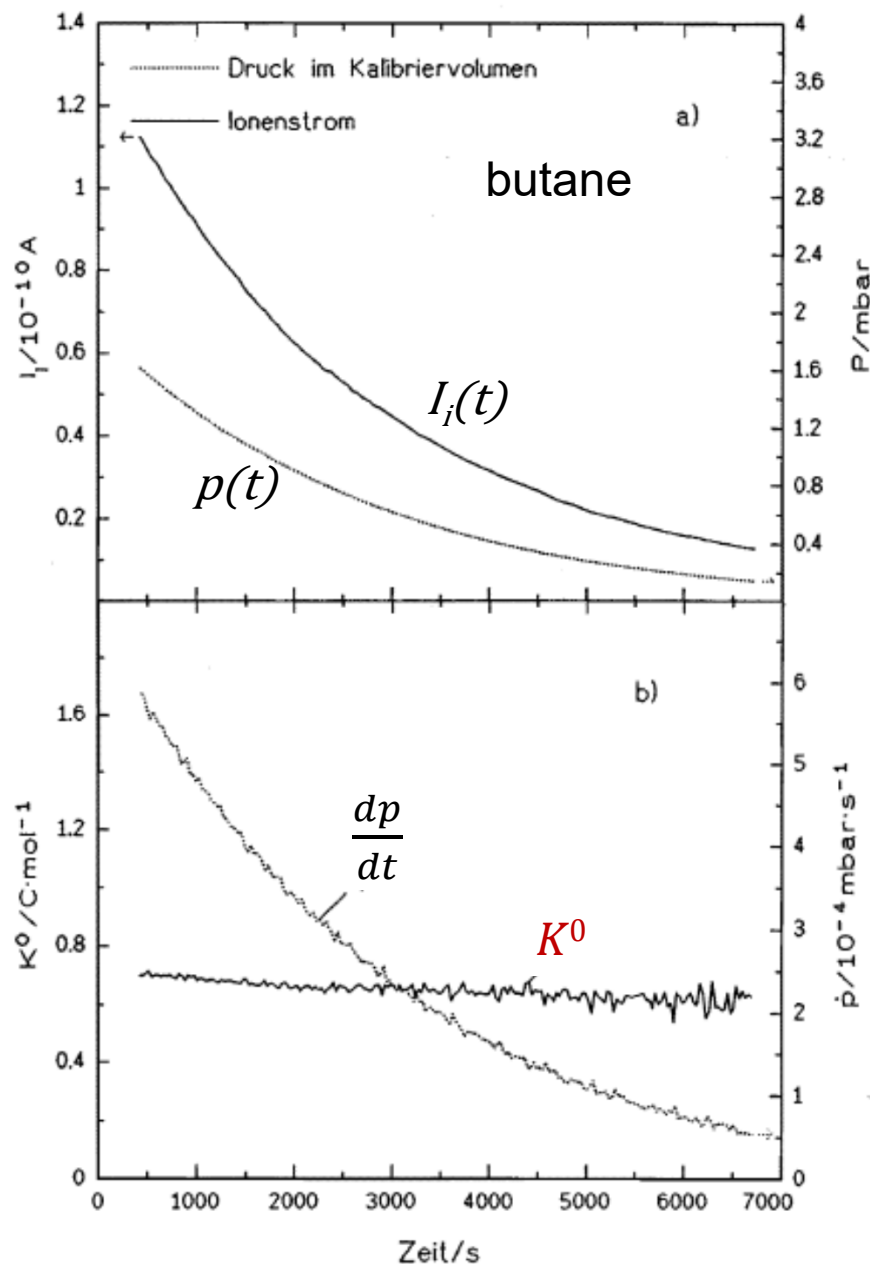 1.4
1.2
1
0.8
0.6
0.4
0.2
I_i/10^{-10}A
Druck im Kalibriervolumen
Ionenstrom
a)
butane
I_i(t)
p(t)
4
3.6
3.2
2.8
2.4
2
1.6
1.2
0.8
0.4
P/mbar
1.6
1.2
0.8
0.4
0
K^0/C·mol^{-1}
b)
dp
dt
K^0
6
5
4
3
2
1
0
ṗ/10^{-4}mbar·s^{-1}
0 1000 2000 3000 4000 5000 6000 7000
Zeit/s